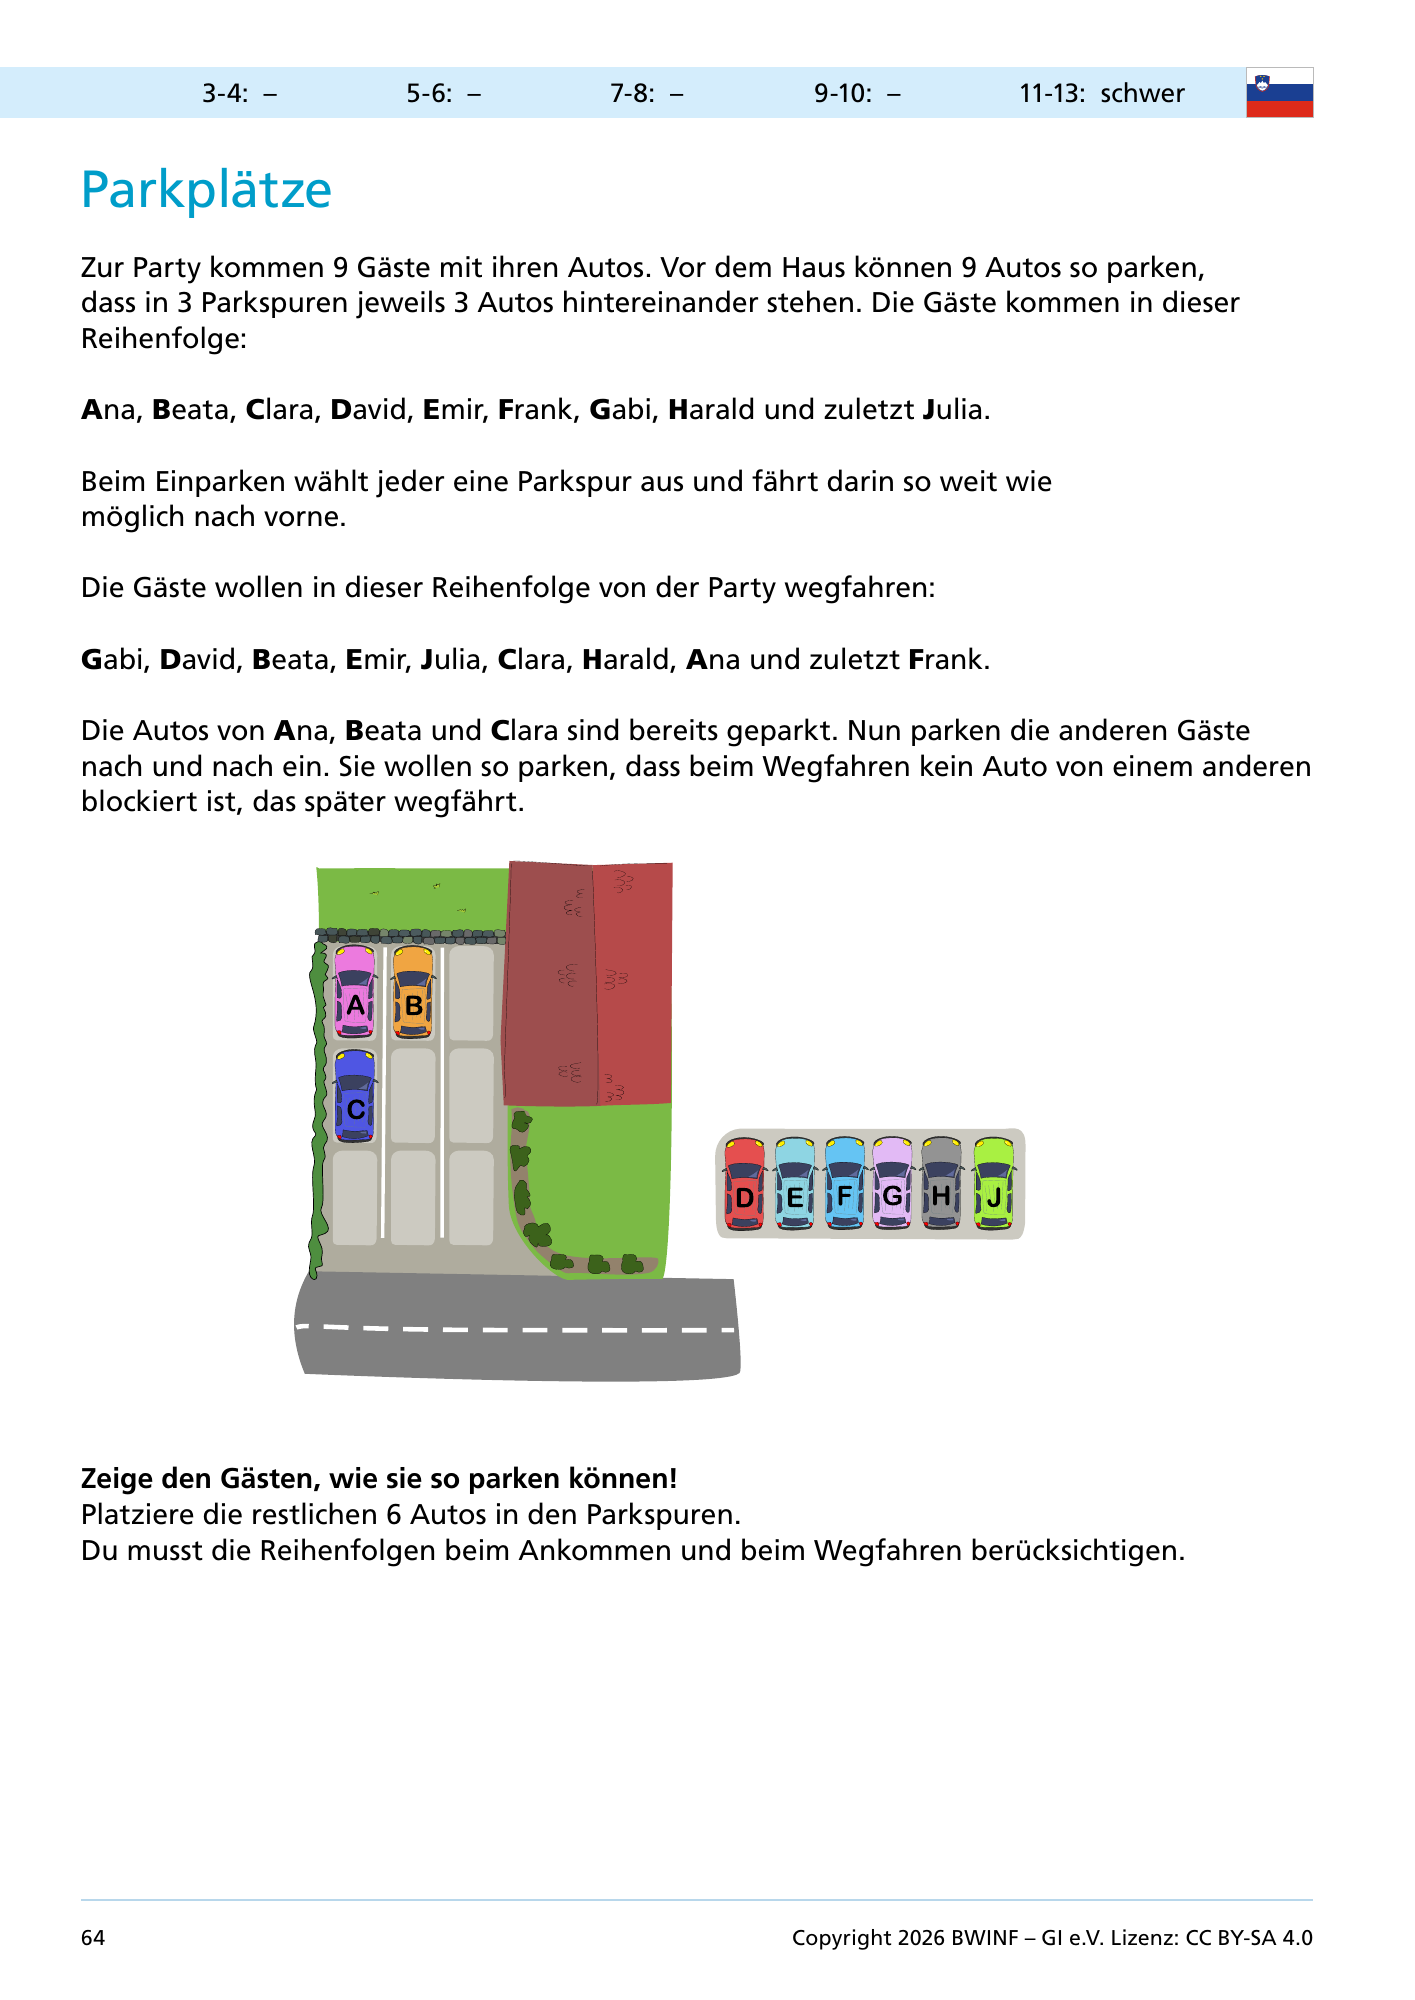 3-4: –
5-6: –
7-8: –
9-10: –
11-13: schwer
Parkplätze
Zur Party kommen 9 Gäste mit ihren Autos. Vor dem Haus können 9 Autos so parken,
dass in 3 Parkspuren jeweils 3 Autos hintereinander stehen. Die Gäste kommen in dieser
Reihenfolge:
Ana, Beata, Clara, David, Emir, Frank, Gabi, Harald und zuletzt Julia.
Beim Einparken wählt jeder eine Parkspur aus und fährt darin so weit wie
möglich nach vorne.
Die Gäste wollen in dieser Reihenfolge von der Party wegfahren:
Gabi, David, Beata, Emir, Julia, Clara, Harald, Ana und zuletzt Frank.
Die Autos von Ana, Beata und Clara sind bereits geparkt. Nun parken die anderen Gäste
nach und nach ein. Sie wollen so parken, dass beim Wegfahren kein Auto von einem anderen
blockiert ist, das später wegfährt.
A B
C
D E F G H J
Zeige den Gästen, wie sie so parken können!
Platziere die restlichen 6 Autos in den Parkspuren.
Du musst die Reihenfolgen beim Ankommen und beim Wegfahren berücksichtigen.
64
Copyright 2026 BWINF – GI e.V. Lizenz: CC BY-SA 4.0